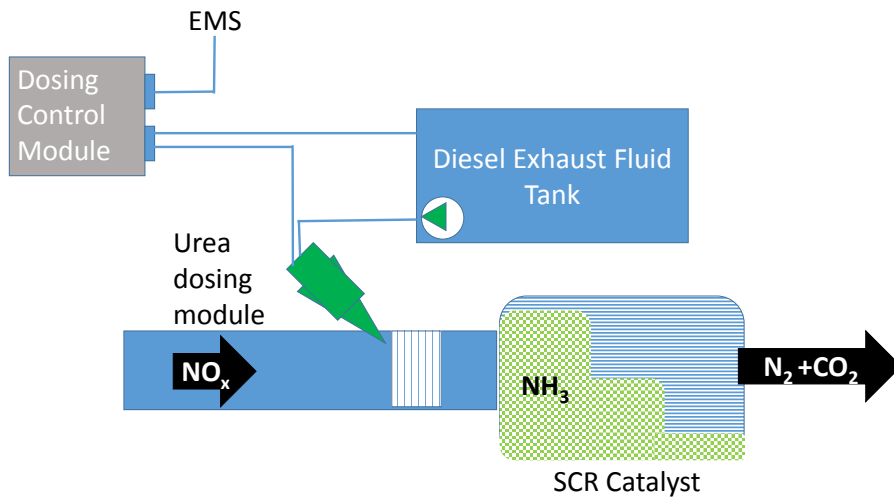 EMS
Dosing
Control
Module
Diesel Exhaust Fluid
Tank
Urea
dosing
module
NOₓ
NH₃
N₂ +CO₂
SCR Catalyst